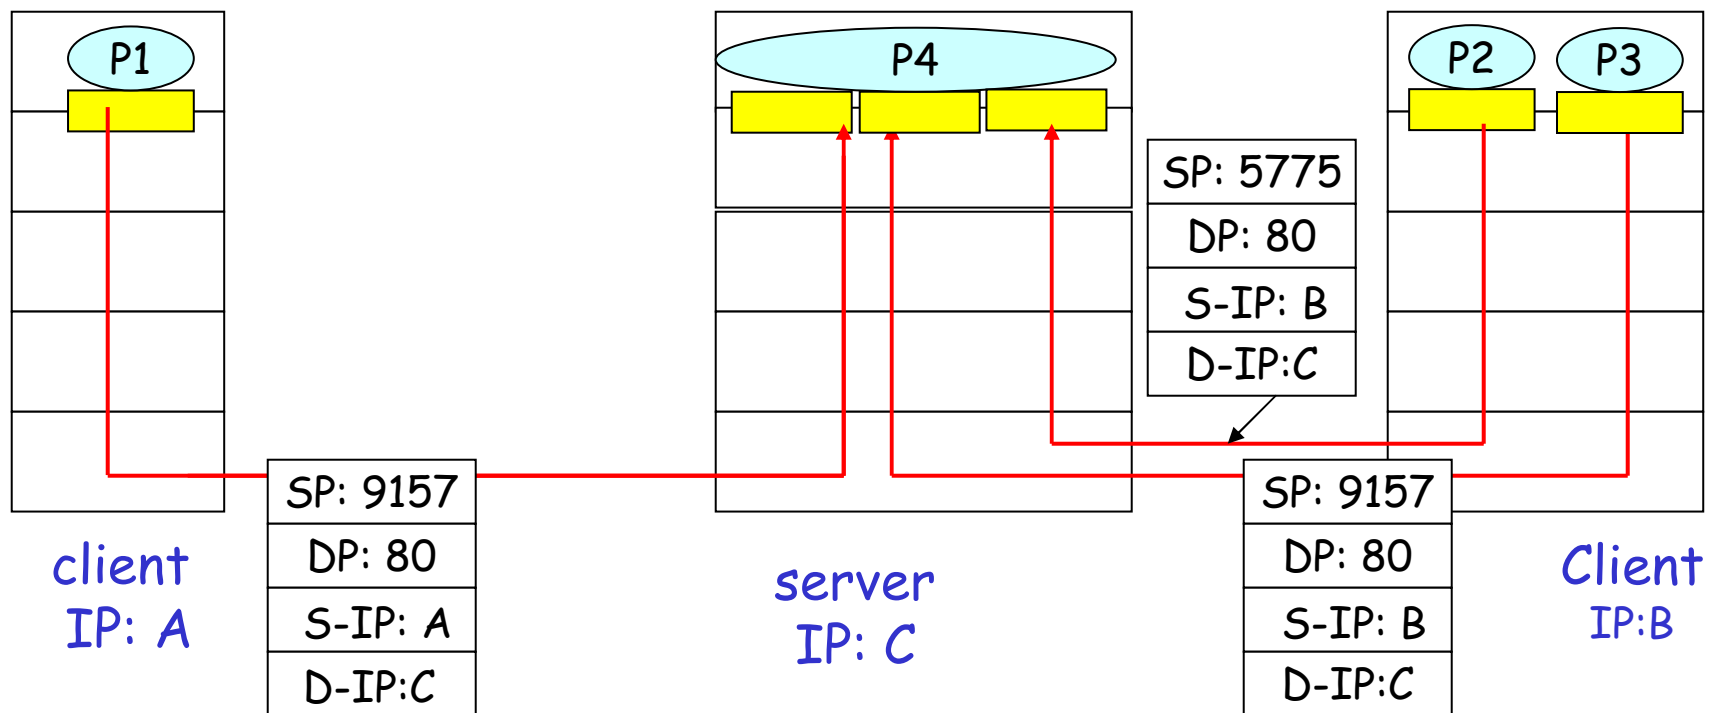 P1
P4
P2
P3
SP: 5775
DP: 80
S-IP: B
D-IP:C
SP: 9157
DP: 80
S-IP: A
D-IP:C
SP: 9157
DP: 80
S-IP: B
D-IP:C
client
IP: A
server
IP: C
Client
IP:B